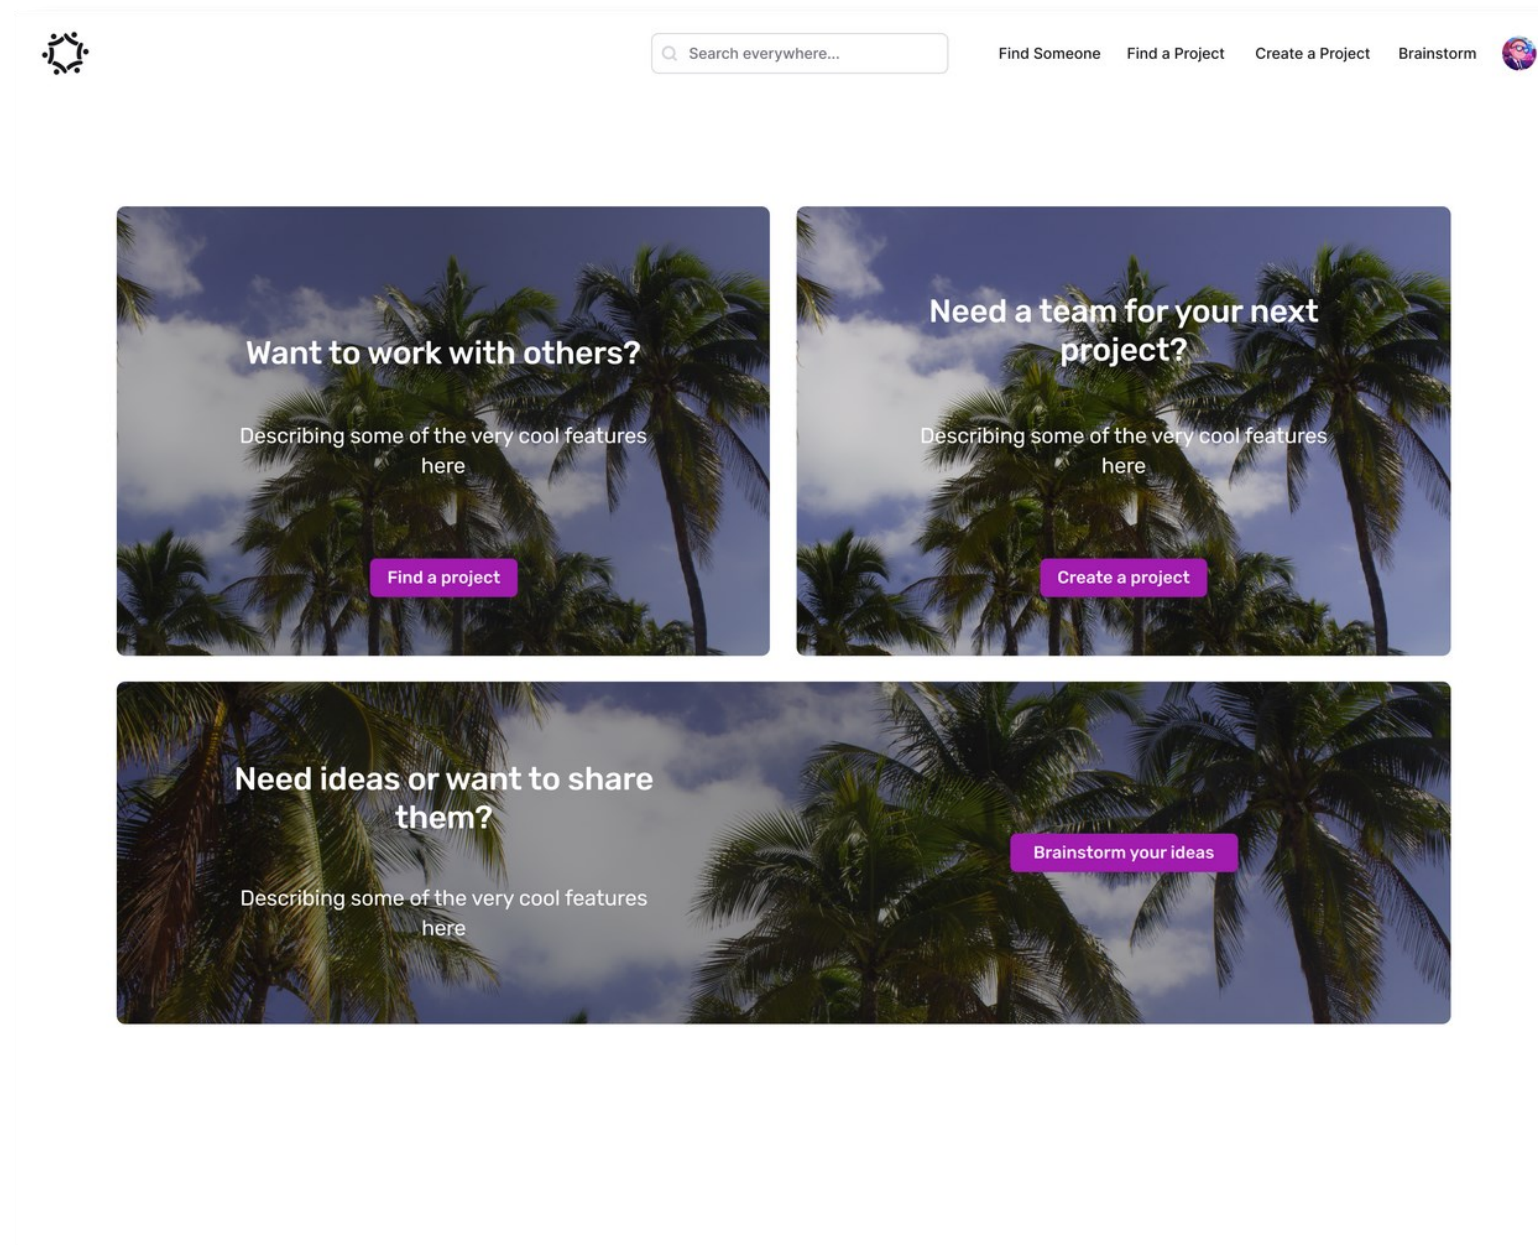 Search everywhere...
Find Someone
Find a Project
Create a Project
Brainstorm
Want to work with others?
Describing some of the very cool features
here
Find a project
Need a team for your next
project?
Describing some of the very cool features
here
Create a project
Need ideas or want to share
them?
Describing some of the very cool features
here
Brainstorm your ideas